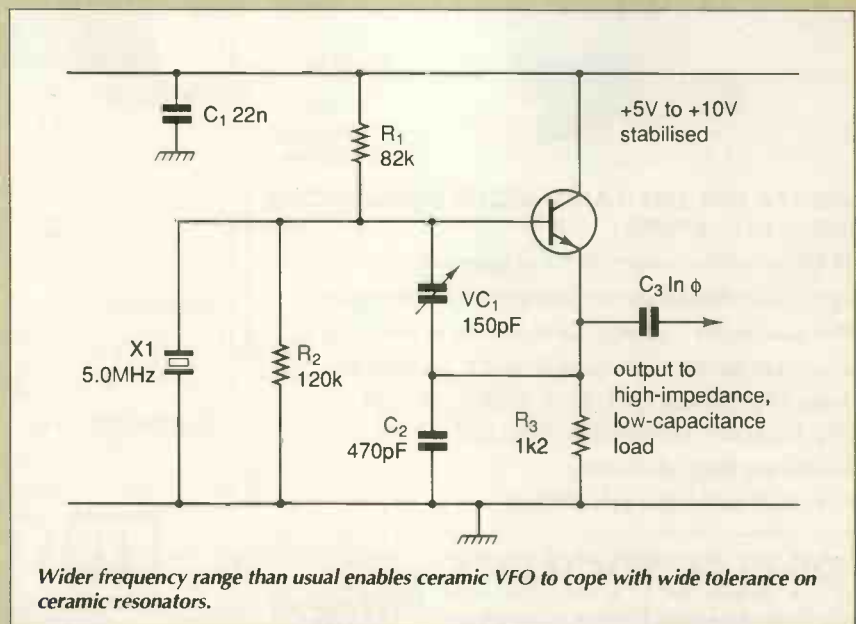 C1 22n
R1
82k
+5V to +10V
stabilised
VC1
150pF
C3 In ϕ
X1
5.0MHz
R2
120k
C2
470pF
R3
1k2
output to
high-impedance,
low-capacitance
load
Wider frequency range than usual enables ceramic VFO to cope with wide tolerance on
ceramic resonators.